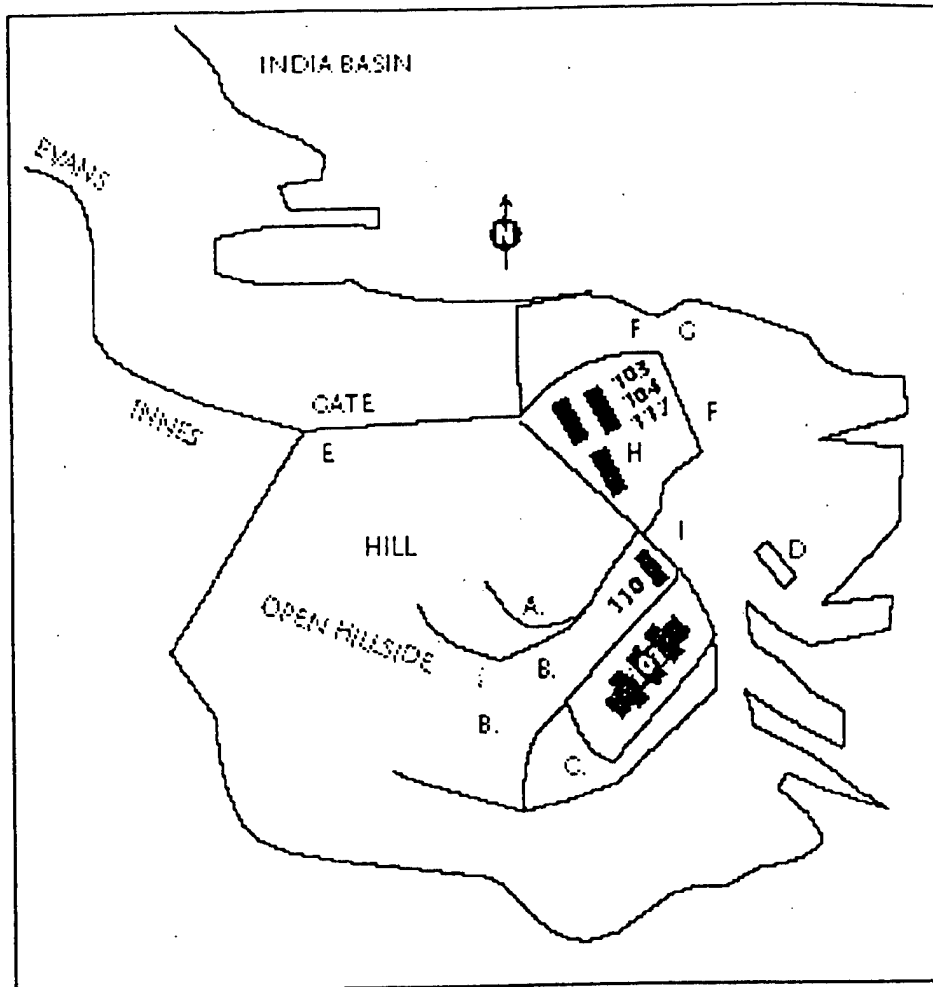 INDIA BASIN
EVANS
N
F G
103
104
117
GATE
INNES
F
E
H
HILL
I
D
110
A.
OPEN HILLSIDE
B.
B.
C.